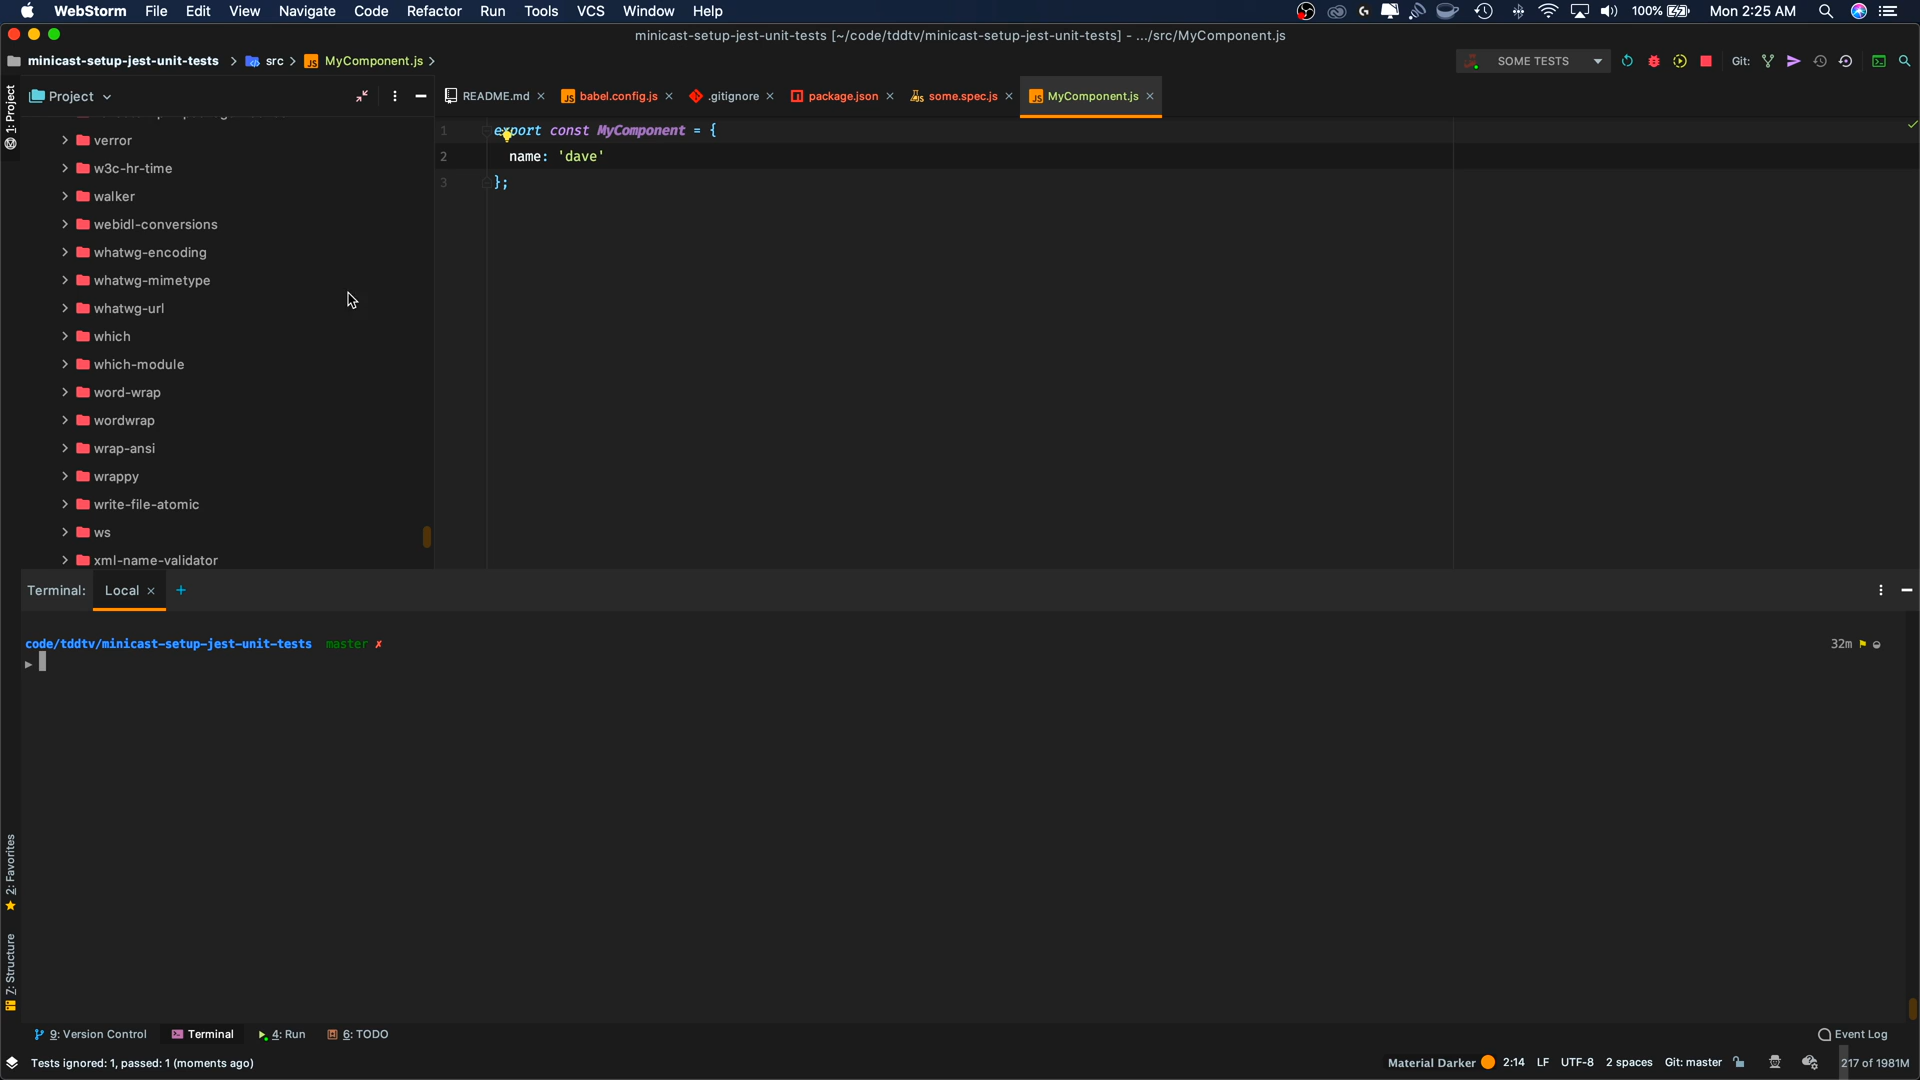 WebStorm File Edit View Navigate Code Refactor Run Tools VCS Window Help 100% Mon 2:25 AM
minicast-setup-jest-unit-tests [~/code/tddtv/minicast-setup-jest-unit-tests] - .../src/MyComponent.js
minicast-setup-jest-unit-tests src MyComponent.js SOME TESTS Git:
1: Project
Project
README.md babel.config.js .gitignore package.json some.spec.js MyComponent.js
verror
w3c-hr-time
walker
webidl-conversions
whatwg-encoding
whatwg-mimetype
whatwg-url
which
which-module
word-wrap
wordwrap
wrap-ansi
wrappy
write-file-atomic
ws
xml-name-validator
1 export const MyComponent = {
2 name: 'dave'
3 };
Terminal: Local +
code/tddtv/minicast-setup-jest-unit-tests master ✗ 32m
2: Favorites
7: Structure
9: Version Control Terminal 4: Run 6: TODO Event Log
Tests ignored: 1, passed: 1 (moments ago) Material Darker 2:14 LF UTF-8 2 spaces Git: master 217 of 1981M